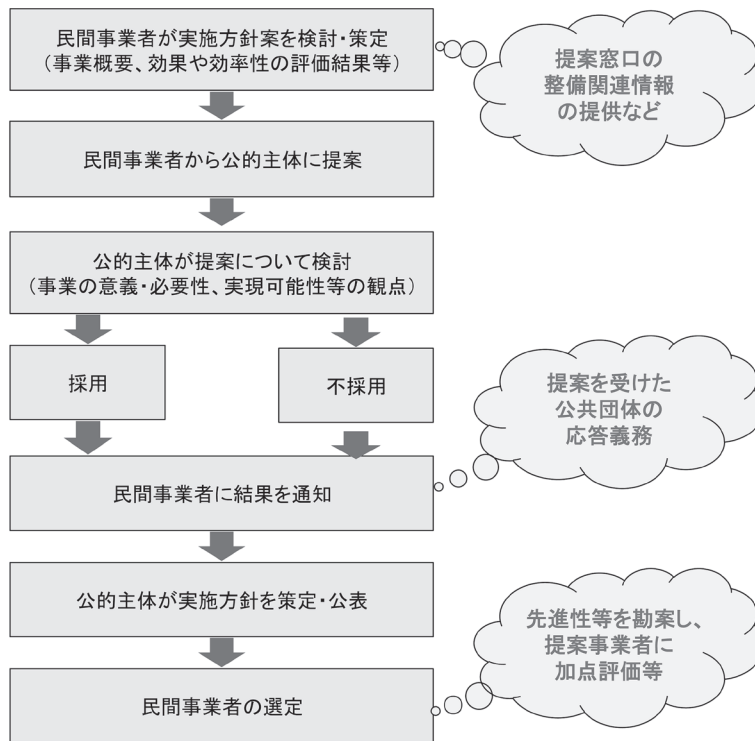 民間事業者が実施方針案を検討・策定
（事業概要、効果や効率性の評価結果等）
提案窓口の
整備関連情報
の提供など
民間事業者から公的主体に提案
公的主体が提案について検討
（事業の意義・必要性、実現可能性等の観点）
採用
不採用
提案を受けた
公共団体の
応答義務
民間事業者に結果を通知
公的主体が実施方針を策定・公表
先進性等を勘案し、
提案事業者に
加点評価等
民間事業者の選定